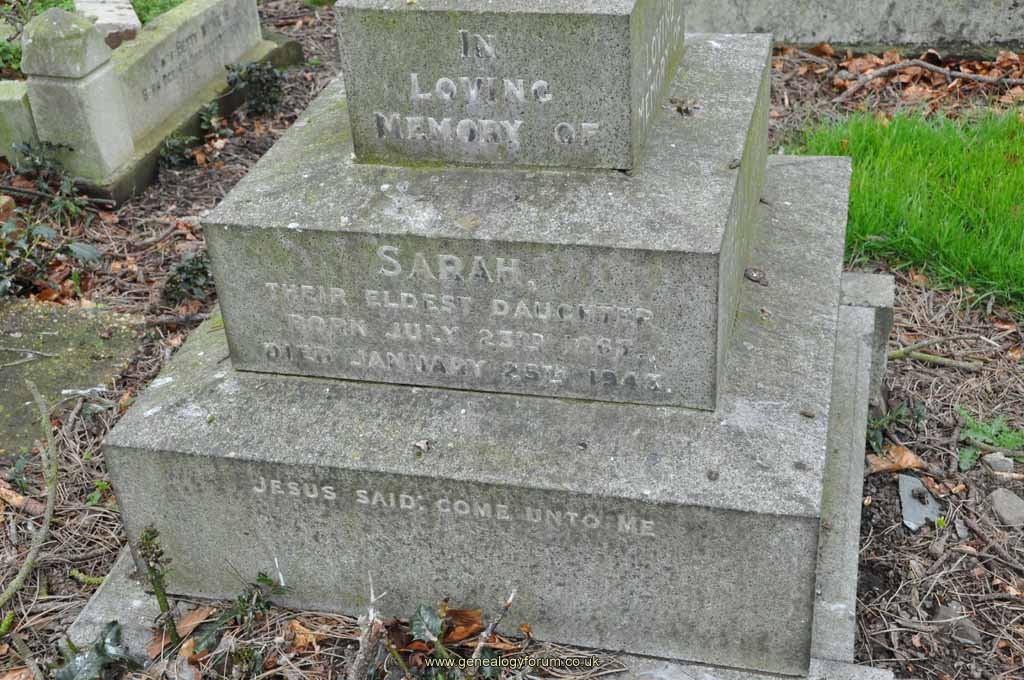 IN
LOVING
MEMORY OF
SARAH,
THEIR ELDEST DAUGHTER
BORN JULY 23RD 1867.
DIED JANUARY 25TH 1943.
JESUS SAID, COME UNTO ME
www.genealogyforum.co.uk